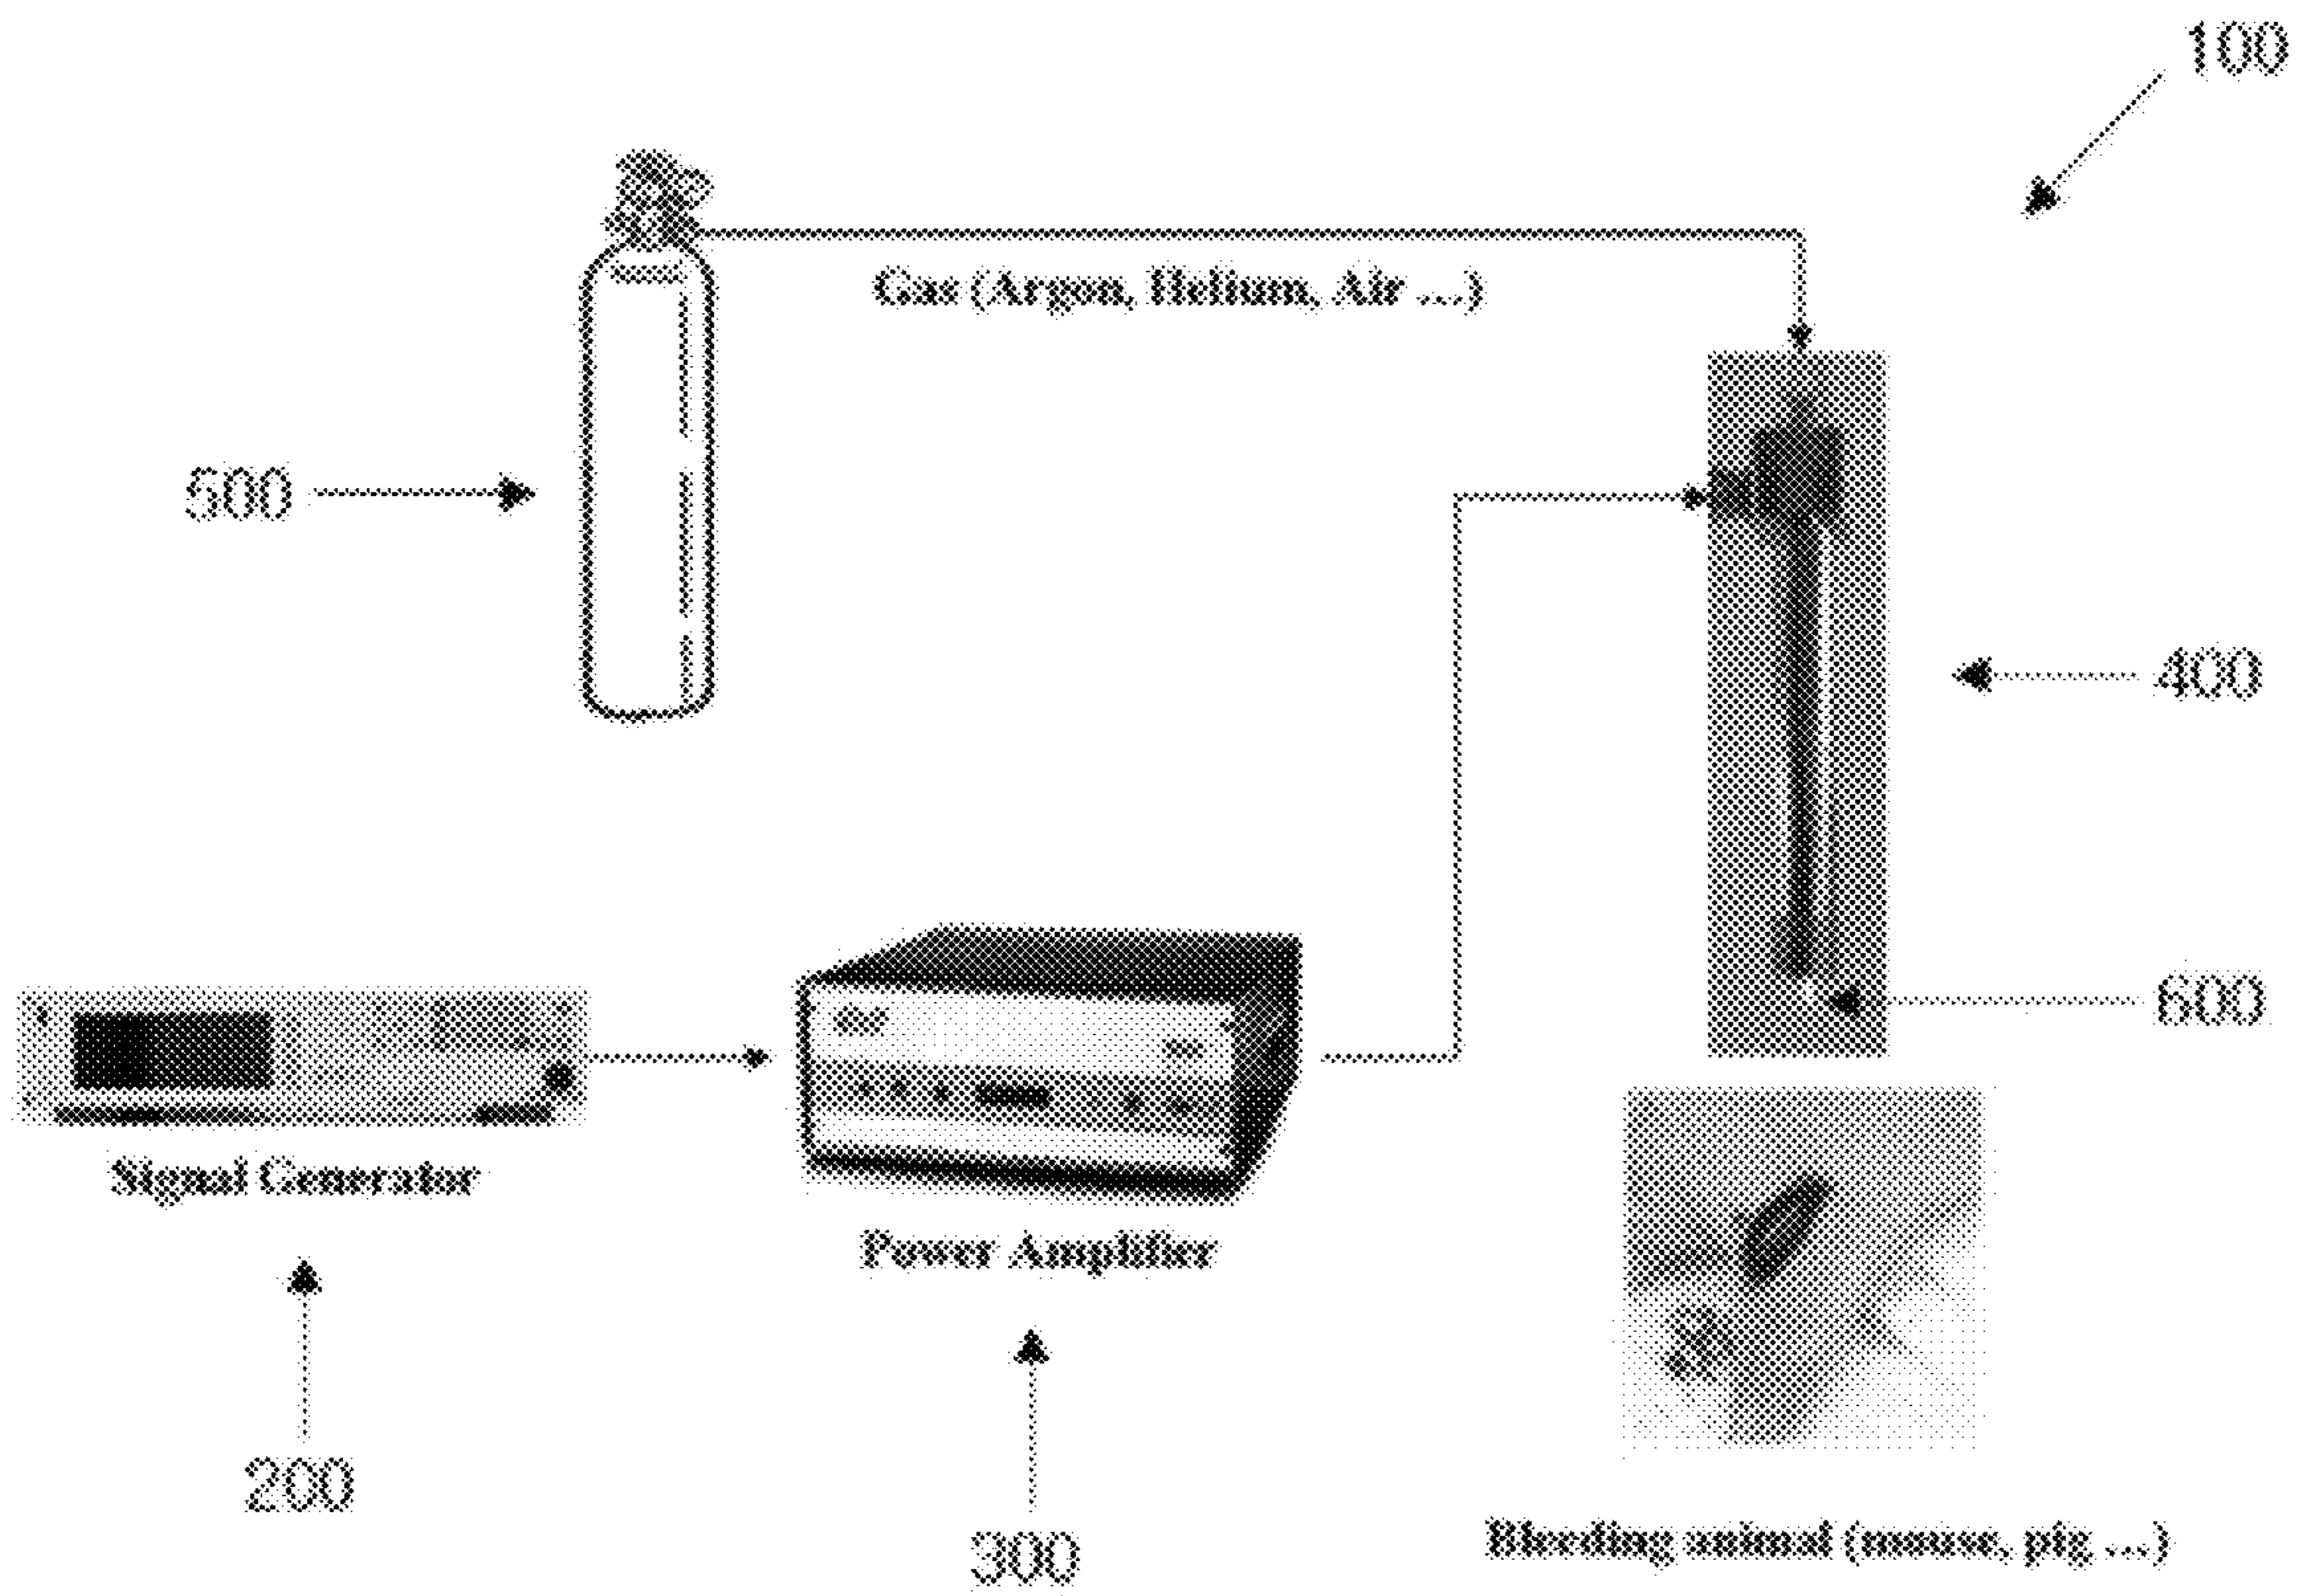 100
Gas (Argon, Helium, Air ...)
500
400
600
Signal Generator
Power Amplifier
200
300
Bleeding animal (mouse, pig ...)